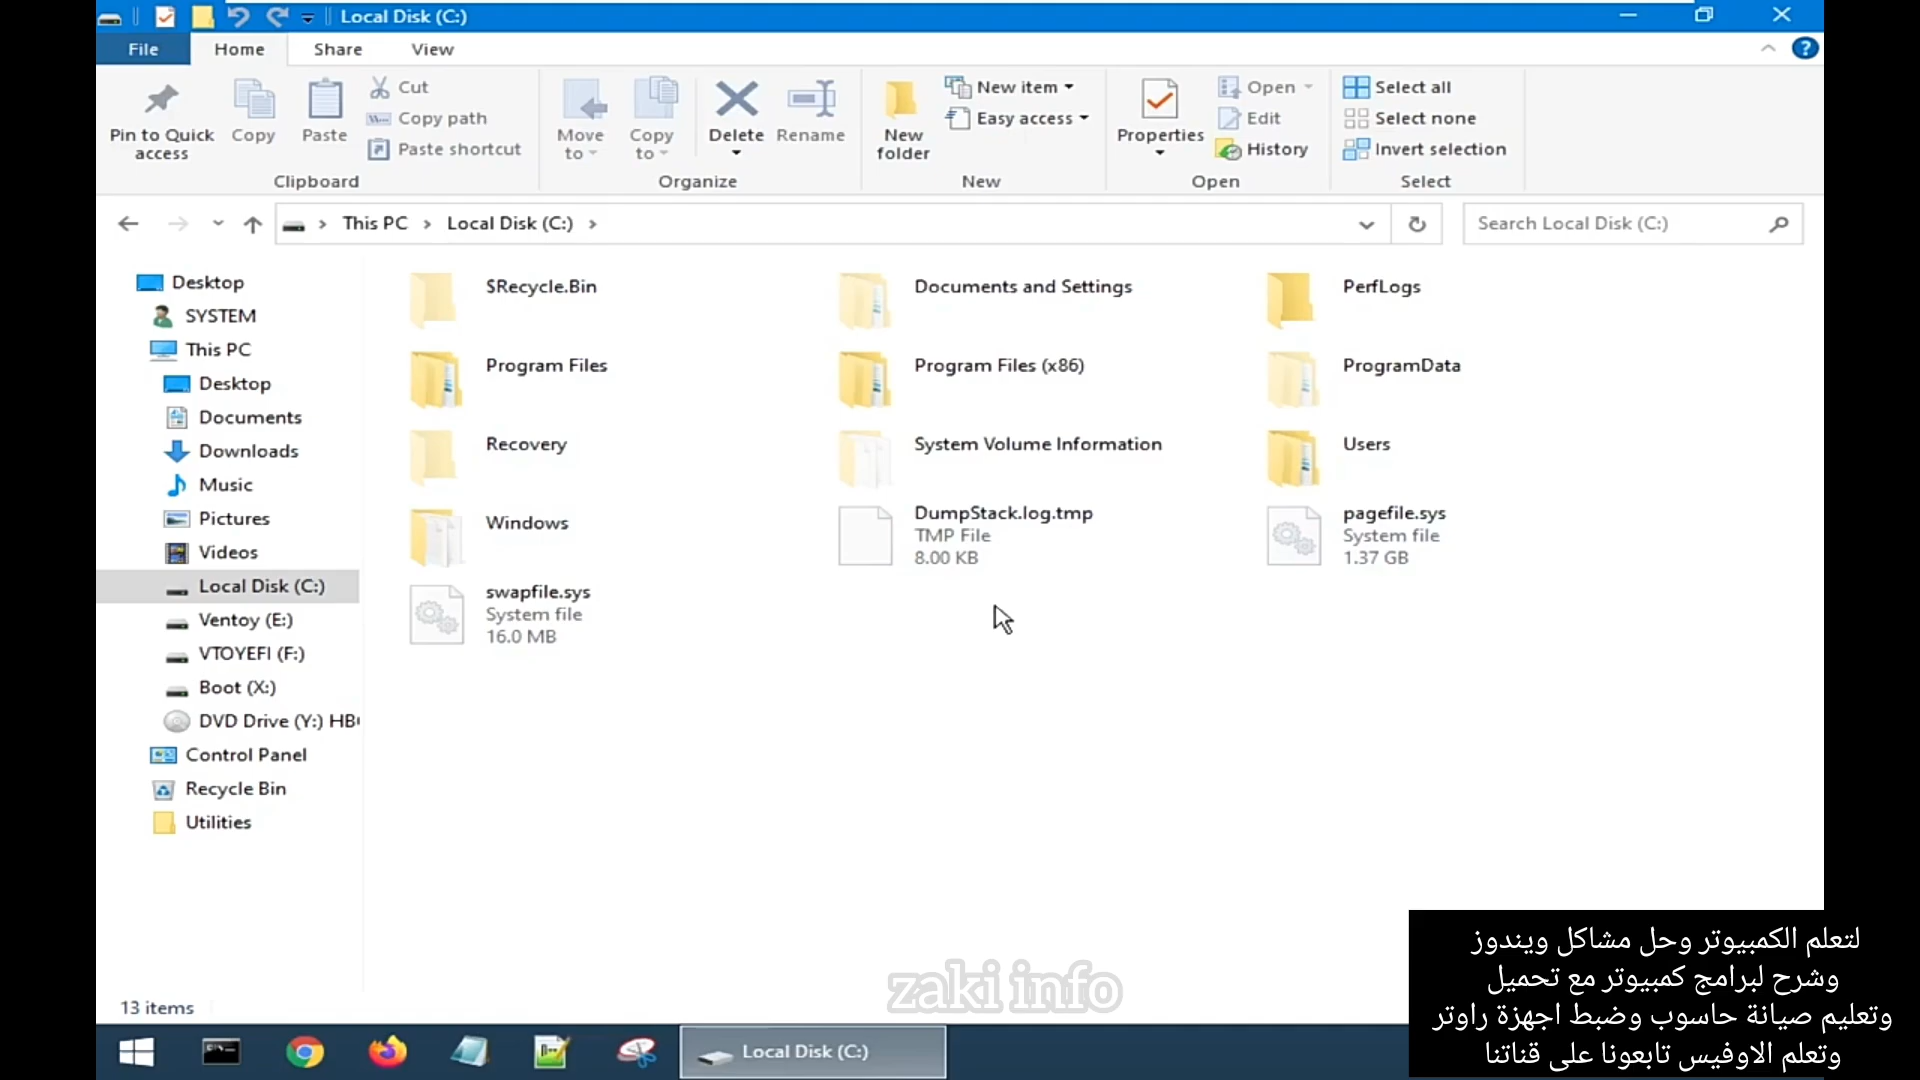 Local Disk (C:)
File Home Share View
Pin to Quick access
Copy
Paste
Cut
Copy path
Paste shortcut
Clipboard
Move to
Copy to
Delete
Rename
Organize
New folder
New item
Easy access
New
Properties
Open
Edit
History
Open
Select all
Select none
Invert selection
Select
This PC > Local Disk (C:) >
Search Local Disk (C:)
Desktop
SYSTEM
This PC
Desktop
Documents
Downloads
Music
Pictures
Videos
Local Disk (C:)
Ventoy (E:)
VTOYEFI (F:)
Boot (X:)
DVD Drive (Y:) HB
Control Panel
Recycle Bin
Utilities
$Recycle.Bin
Documents and Settings
PerfLogs
Program Files
Program Files (x86)
ProgramData
Recovery
System Volume Information
Users
Windows
DumpStack.log.tmp
TMP File
8.00 KB
pagefile.sys
System file
1.37 GB
swapfile.sys
System file
16.0 MB
13 items
zaki info
Local Disk (C:)
لتعلم الكمبيوتر وحل مشاكل ويندوز
وشرح لبرامج كمبيوتر مع تحميل
وتعليم صيانة حاسوب وضبط اجهزة راوتر
وتعلم الاوفيس تابعونا على قناتنا